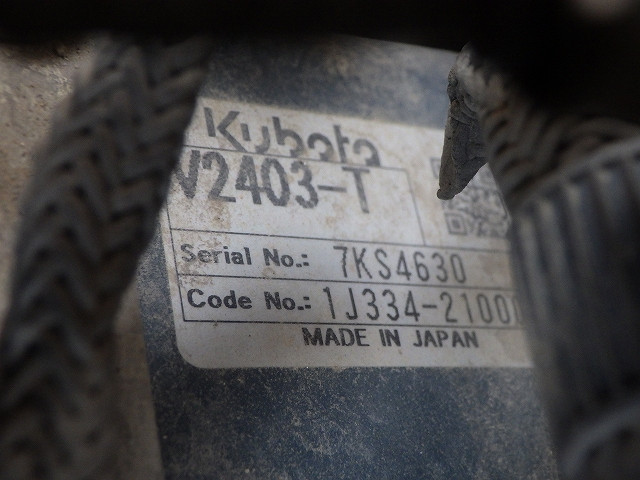 Kubota
V2403-T
Serial No.: 7KS4630
Code No.: 1J334-21000
MADE IN JAPAN